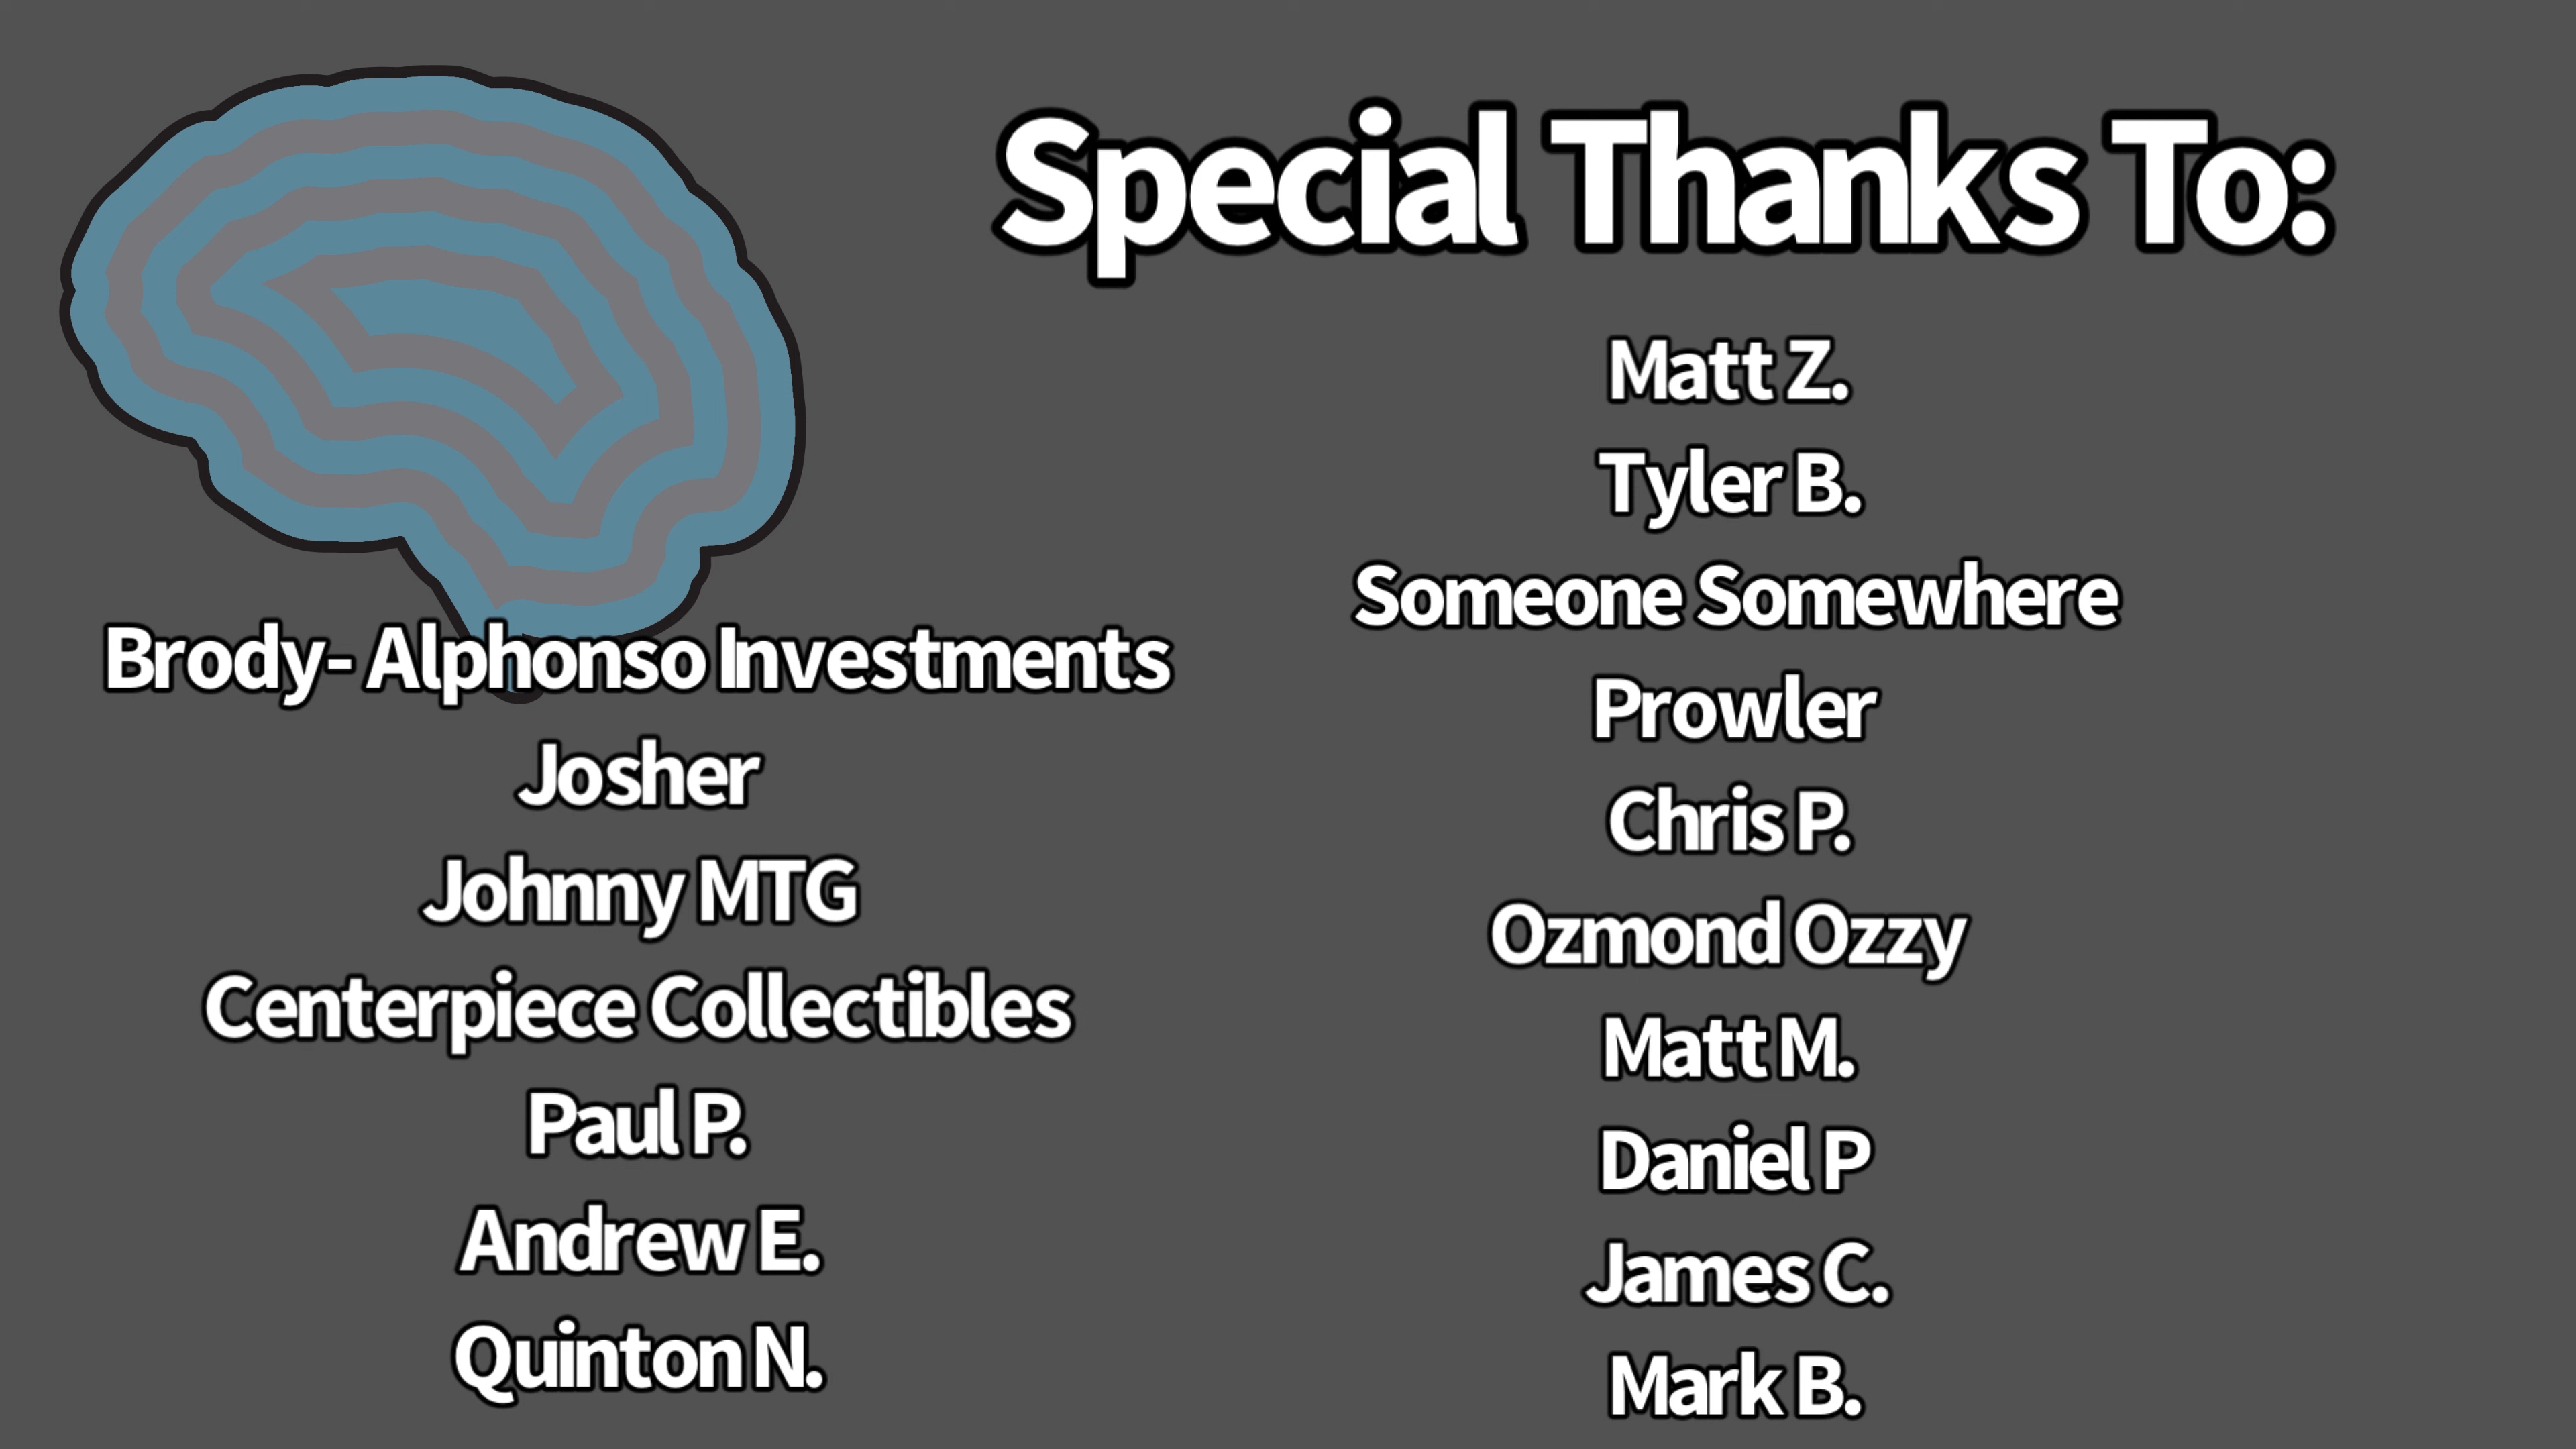 Special Thanks To:
Brody- Alphonso Investments
Josher
Johnny MTG
Centerpiece Collectibles
Paul P.
Andrew E.
Quinton N.
Matt Z.
Tyler B.
Someone Somewhere
Prowler
Chris P.
Ozmond Ozzy
Matt M.
Daniel P
James C.
Mark B.